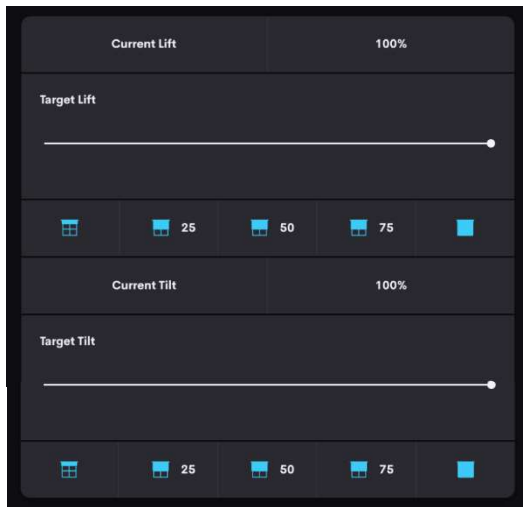 Current Lift 100%
Target Lift
25 50 75
Current Tilt 100%
Target Tilt
25 50 75